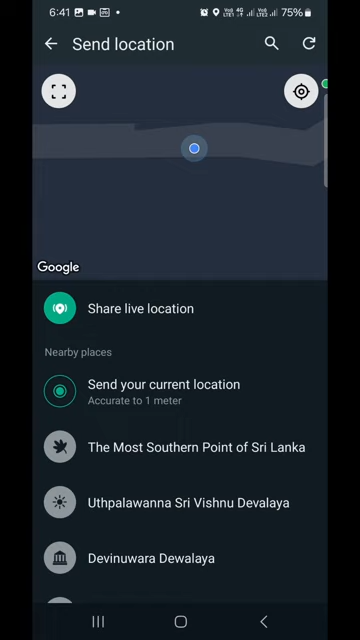 6:41 75%
Send location
Google
Share live location
Nearby places
Send your current location
Accurate to 1 meter
The Most Southern Point of Sri Lanka
Uthpalawanna Sri Vishnu Devalaya
Devinuwara Dewalaya